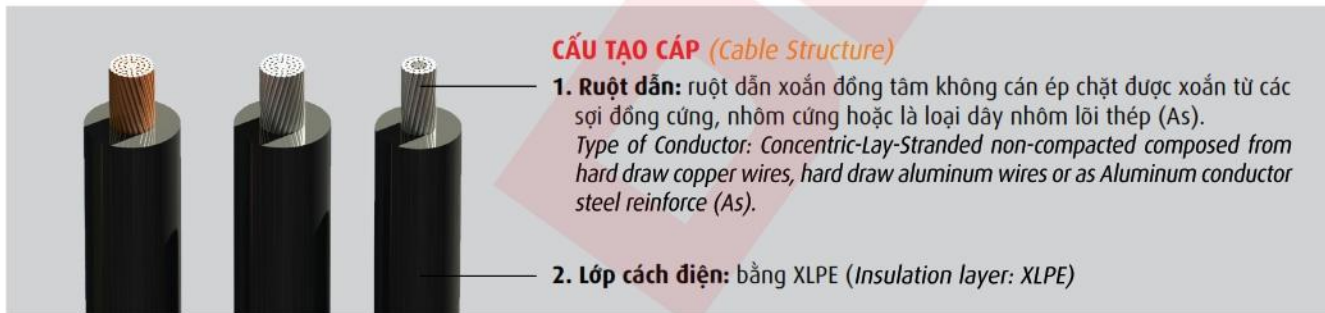 CẤU TẠO CÁP (Cable Structure)
1. Ruột dẫn: ruột dẫn xoắn đồng tâm không cán ép chặt được xoắn từ các
sợi đồng cứng, nhôm cứng hoặc là loại dây nhôm lõi thép (As).
Type of Conductor: Concentric-Lay-Stranded non-compacted composed from
hard draw copper wires, hard draw aluminum wires or as Aluminum conductor
steel reinforce (As).
2. Lớp cách điện: bằng XLPE (Insulation layer: XLPE)